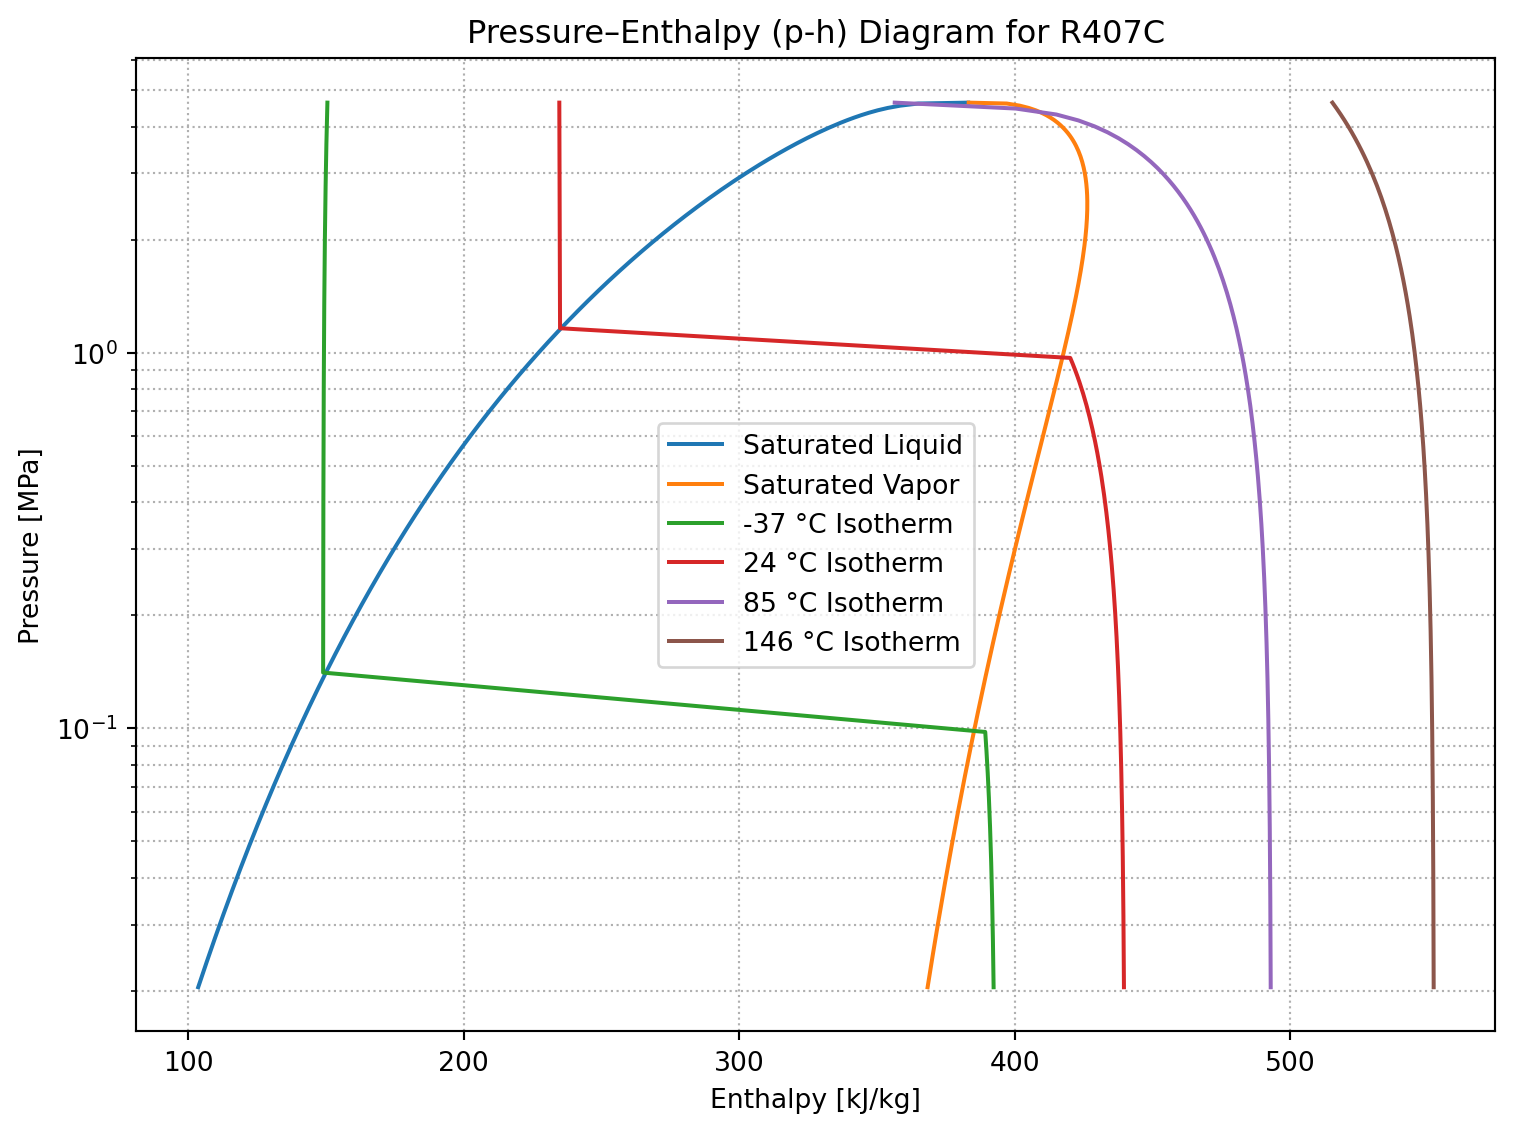 Pressure–Enthalpy (p-h) Diagram for R407C
Pressure [MPa]
10⁰
10⁻¹
Saturated Liquid
Saturated Vapor
-37 °C Isotherm
24 °C Isotherm
85 °C Isotherm
146 °C Isotherm
100 200 300 400 500
Enthalpy [kJ/kg]